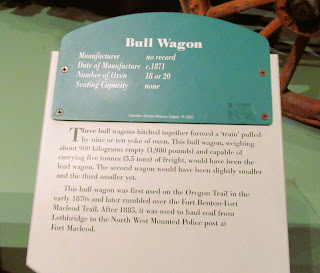 Bull Wagon
Manufacturer no record
Date of Manufacture c.1871
Number of Oxen 18 or 20
Seating Capacity none
Three bull wagons hitched together formed a 'train' pulled
by nine or ten yoke of oxen. This bull wagon, weighing
about 900 kilograms empty (1,980 pounds) and capable of
carrying five tonnes (5.5 tons) of freight, would have been the
lead wagon. The second wagon would have been slightly smaller
and the third smaller yet.
This bull wagon was first used on the Oregon Trail in the
early 1870s and later rumbled over the Fort Benton-Fort
Macleod Trail. After 1885, it was used to haul coal from
Lethbridge to the North West Mounted Police post at
Fort Macleod.